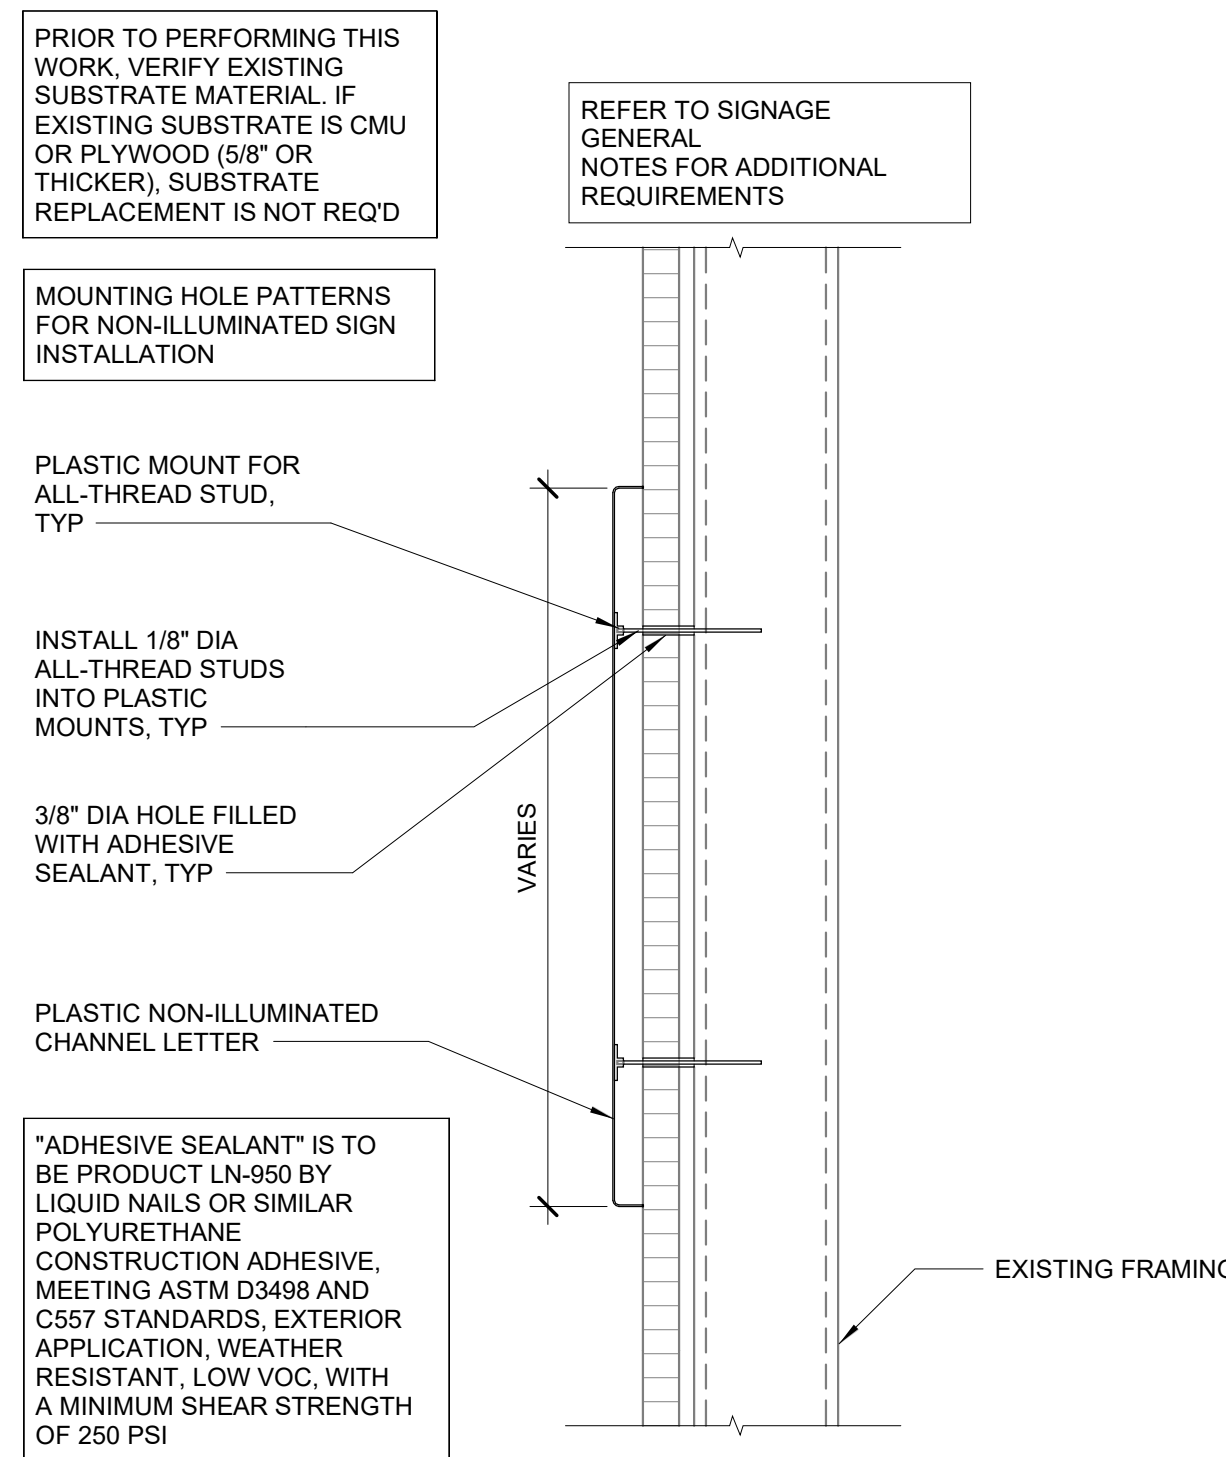 PRIOR TO PERFORMING THIS
WORK, VERIFY EXISTING
SUBSTRATE MATERIAL. IF
EXISTING SUBSTRATE IS CMU
OR PLYWOOD (5/8" OR
THICKER), SUBSTRATE
REPLACEMENT IS NOT REQ'D
REFER TO SIGNAGE
GENERAL
NOTES FOR ADDITIONAL
REQUIREMENTS
MOUNTING HOLE PATTERNS
FOR NON-ILLUMINATED SIGN
INSTALLATION
PLASTIC MOUNT FOR
ALL-THREAD STUD,
TYP
INSTALL 1/8" DIA
ALL-THREAD STUDS
INTO PLASTIC
MOUNTS, TYP
3/8" DIA HOLE FILLED
WITH ADHESIVE
SEALANT, TYP
VARIES
PLASTIC NON-ILLUMINATED
CHANNEL LETTER
"ADHESIVE SEALANT" IS TO
BE PRODUCT LN-950 BY
LIQUID NAILS OR SIMILAR
POLYURETHANE
CONSTRUCTION ADHESIVE,
MEETING ASTM D3498 AND
C557 STANDARDS, EXTERIOR
APPLICATION, WEATHER
RESISTANT, LOW VOC, WITH
A MINIMUM SHEAR STRENGTH
OF 250 PSI
EXISTING FRAMING